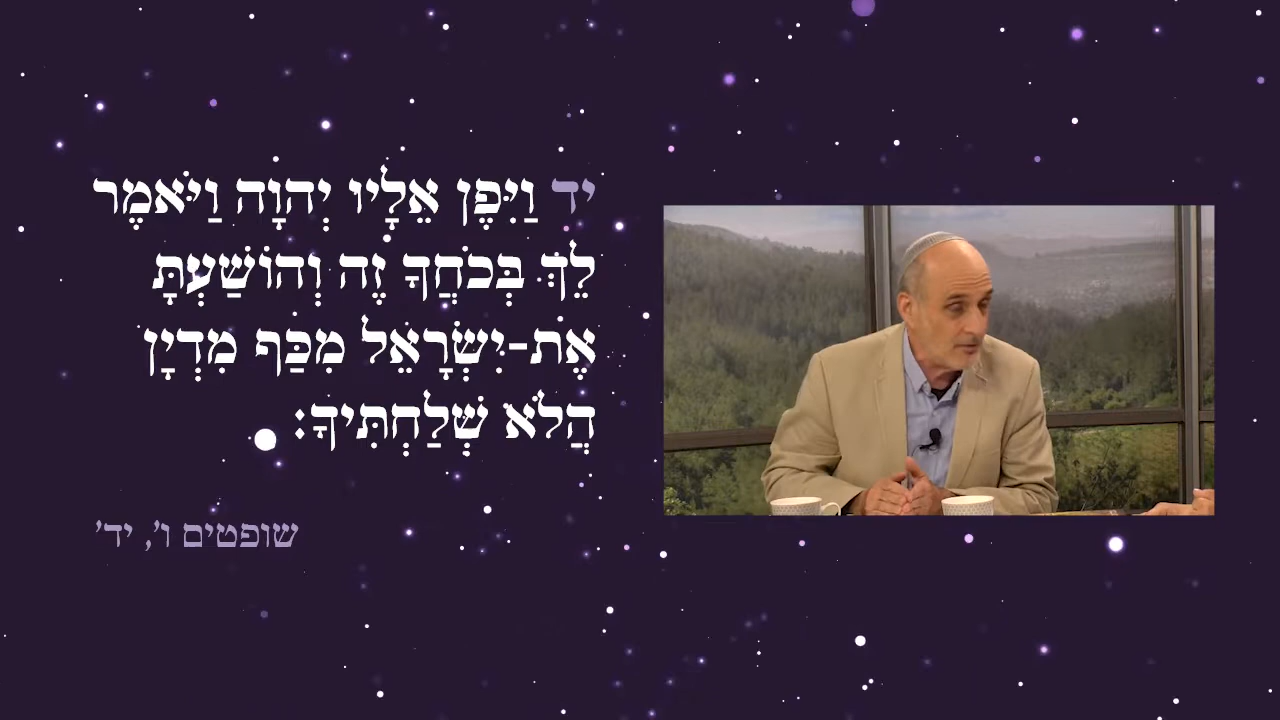 יד וַיִּפֶן אֵלָיו יְהוָה וַיֹּאמֶר
לֵךְ בְּכֹחֲךָ זֶה וְהוֹשַׁעְתָּ
אֶת-יִשְׂרָאֵל מִכַּף מִדְיָן
הֲלֹא שְׁלַחְתִּיךָ:
שופטים ו', יד'